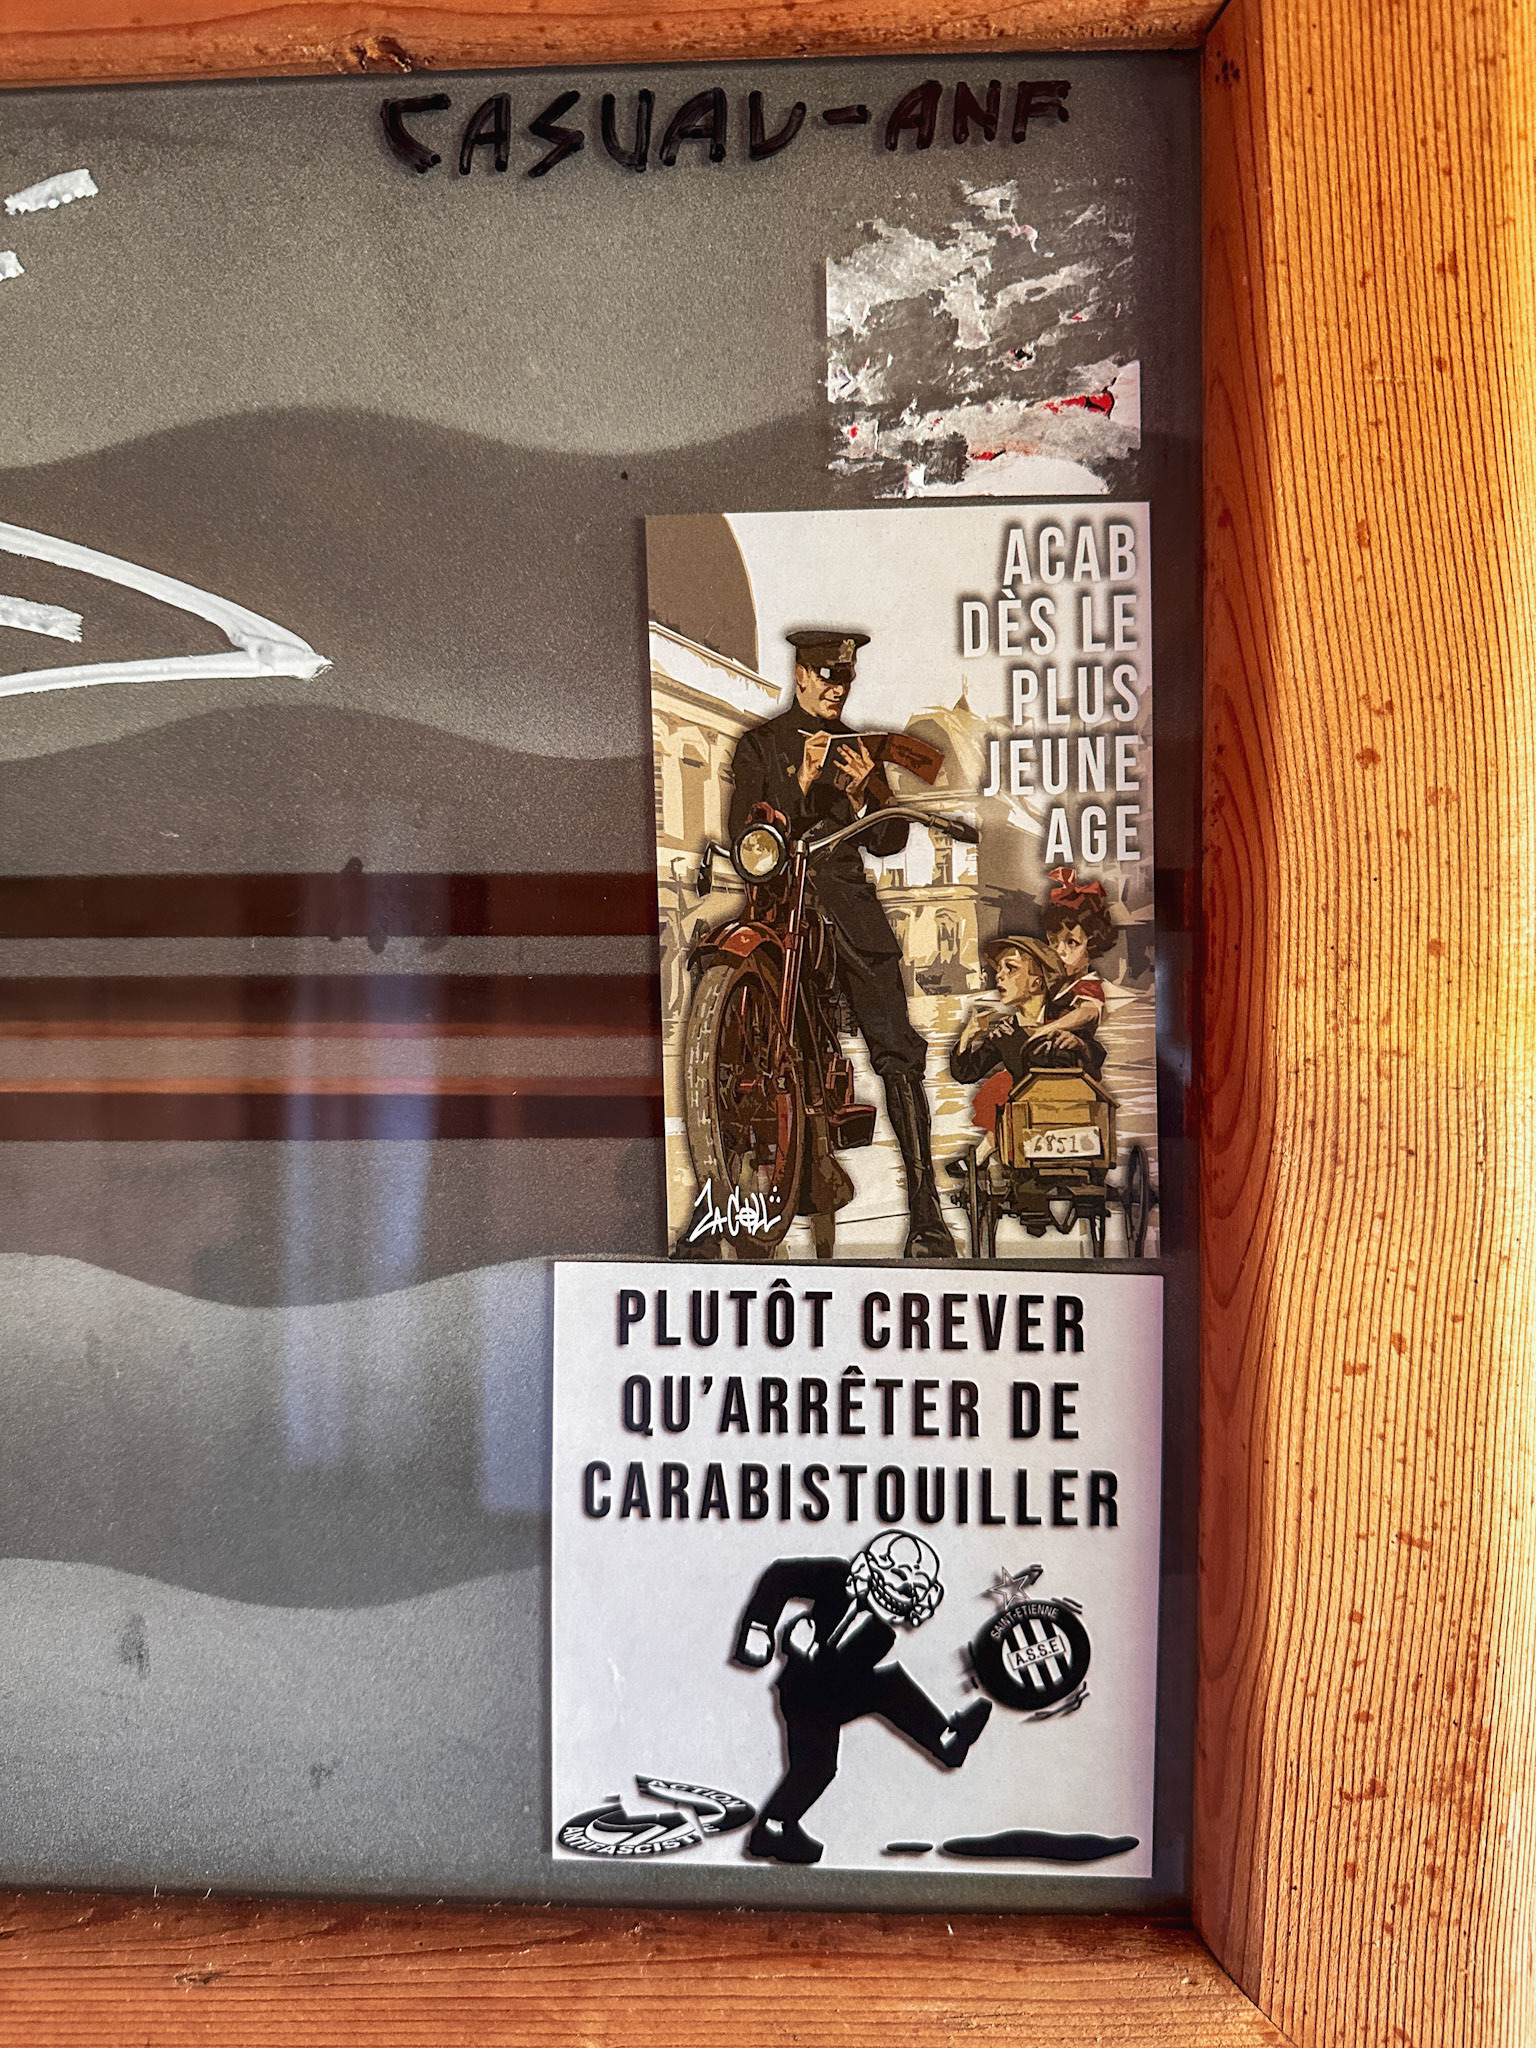 CASUAL-ANF
ACAB
DÈS LE
PLUS
JEUNE
AGE
6851
ZAGOLL
PLUTÔT CREVER
QU'ARRÊTER DE
CARABISTOUILLER
SAINT-ETIENNE
A.S.S.E
ACTION
ANTIFASCISTE